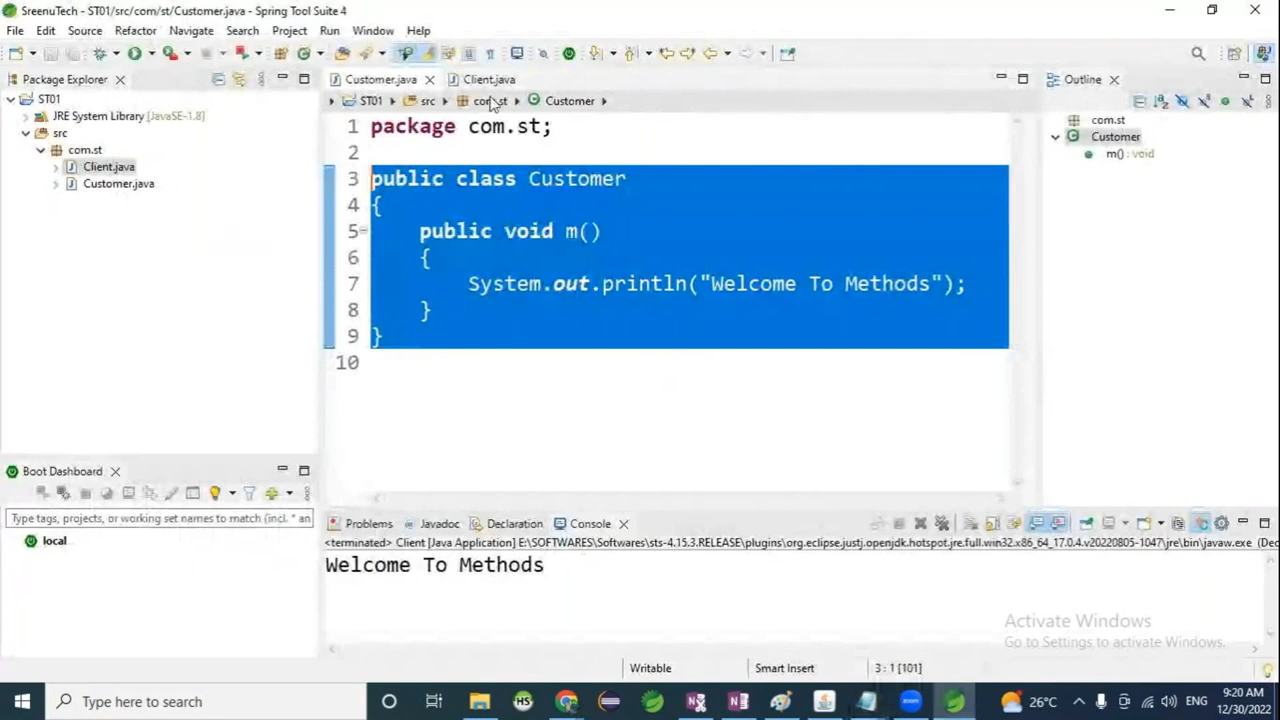 SreenuTech - ST01/src/com/st/Customer.java - Spring Tool Suite 4
File Edit Source Refactor Navigate Search Project Run Window Help
Package Explorer
Customer.java
Client.java
Outline
ST01
JRE System Library [JavaSE-1.8]
src
com.st
Client.java
Customer.java
ST01 src com.st Customer
1 package com.st;
2
3 public class Customer
4 {
5 public void m()
6 {
7 System.out.println("Welcome To Methods");
8 }
9 }
10
com.st
Customer
m() : void
Boot Dashboard
Type tags, projects, or working set names to match (incl. * an
local
Problems Javadoc Declaration Console
<terminated> Client [Java Application] E:\SOFTWARES\Softwares\sts-4.15.3.RELEASE\plugins\org.eclipse.justj.openjdk.hotspot.jre.full.win32.x86_64_17.0.4.v20220805-1047\jre\bin\javaw.exe (Dec
Welcome To Methods
Activate Windows
Go to Settings to activate Windows.
Writable Smart Insert 3 : 1 [101]
Type here to search
HS
26°C
ENG
9:20 AM
12/30/2022